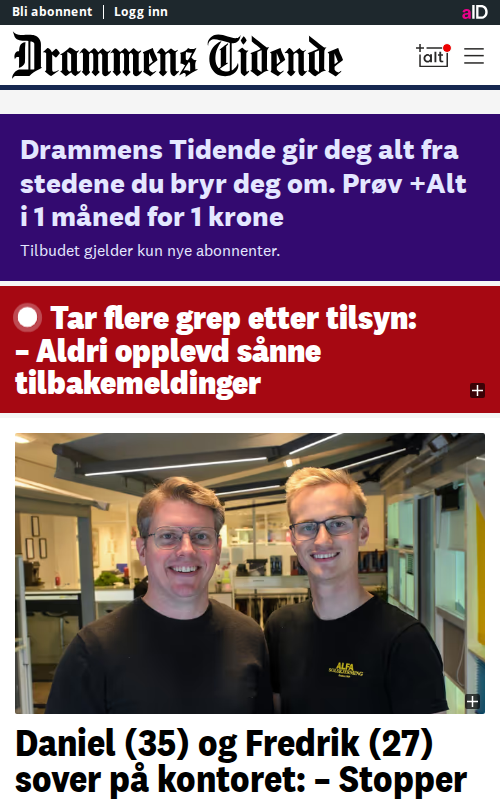 Bli abonnent
Logg inn
aID
Drammens Tidende
+alt
Drammens Tidende gir deg alt fra
stedene du bryr deg om. Prøv +Alt
i 1 måned for 1 krone
Tilbudet gjelder kun nye abonnenter.
Tar flere grep etter tilsyn:
– Aldri opplevd sånne
tilbakemeldinger
ALFA
SOLSKJERMING
Daniel (35) og Fredrik (27)
sover på kontoret: – Stopper